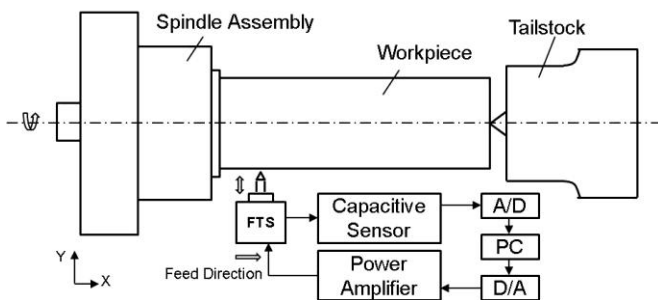 Spindle Assembly
Tailstock
Workpiece
FTS
Capacitive
Sensor
A/D
PC
Power
Amplifier
D/A
Y
X
Feed Direction